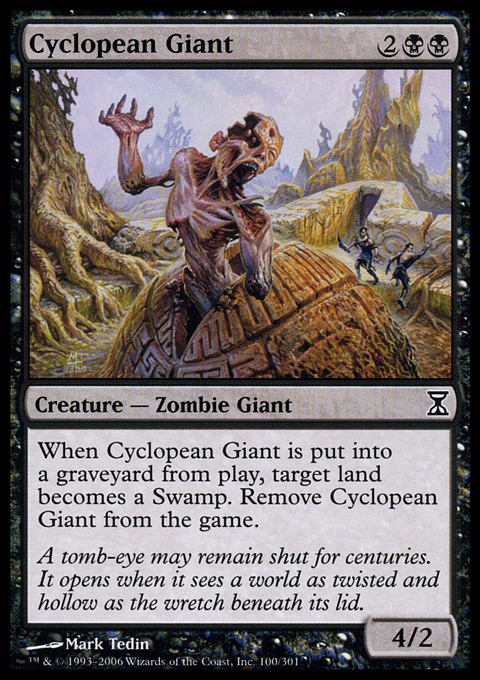 Cyclopean Giant 2
Creature — Zombie Giant
When Cyclopean Giant is put into
a graveyard from play, target land
becomes a Swamp. Remove Cyclopean
Giant from the game.
A tomb-eye may remain shut for centuries.
It opens when it sees a world as twisted and
hollow as the wretch beneath its lid.
Mark Tedin
4/2
™ & © 1993–2006 Wizards of the Coast, Inc. 100/301